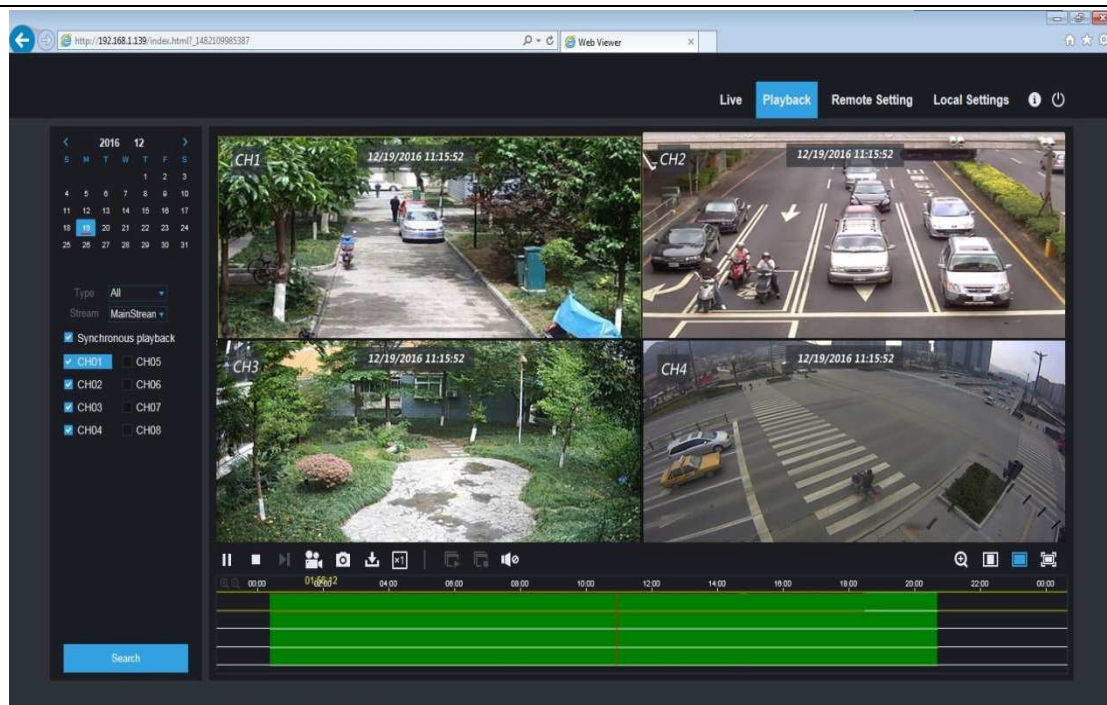 http://192.168.1.139/index.html?_1482109985387
Web Viewer
Live Playback Remote Setting Local Settings
2016 12
S M T W T F S
1 2 3
4 5 6 7 8 9 10
11 12 13 14 15 16 17
18 19 20 21 22 23 24
25 26 27 28 29 30 31
Type All
Stream MainStrean
Synchronous playback
CH01 CH05
CH02 CH06
CH03 CH07
CH04 CH08
Search
CH1 12/19/2016 11:15:52
CH2 12/19/2016 11:15:52
CH3 12/19/2016 11:15:52
CH4 12/19/2016 11:15:52
×1
00:00 02:00 04:00 06:00 08:00 10:00 12:00 14:00 16:00 18:00 20:00 22:00 00:00